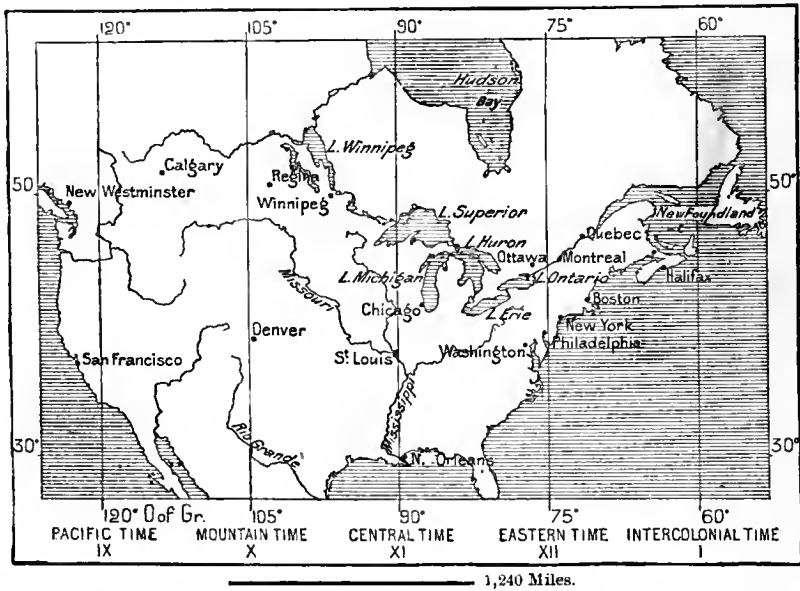 120° 105° 90° 75° 60°
Hudson
Bay
L. Winnipeg
Calgary
Regina
50° 50°
New Westminster
Winnipeg
L. Superior
NewFoundland
Quebec
L. Huron
Ottawa Montreal
L. Michigan
L. Ontario
Halifax
Missouri
Chicago
Boston
L. Erie
New York
Denver
Philadelphia
San Francisco
St. Louis
Washington
Mississippi
Rio Grande
30° 30°
N. Orleans
120° O of Gr. 105° 90° 75° 60°
PACIFIC TIME MOUNTAIN TIME CENTRAL TIME EASTERN TIME INTERCOLONIAL TIME
IX X XI XII I
1,240 Miles.